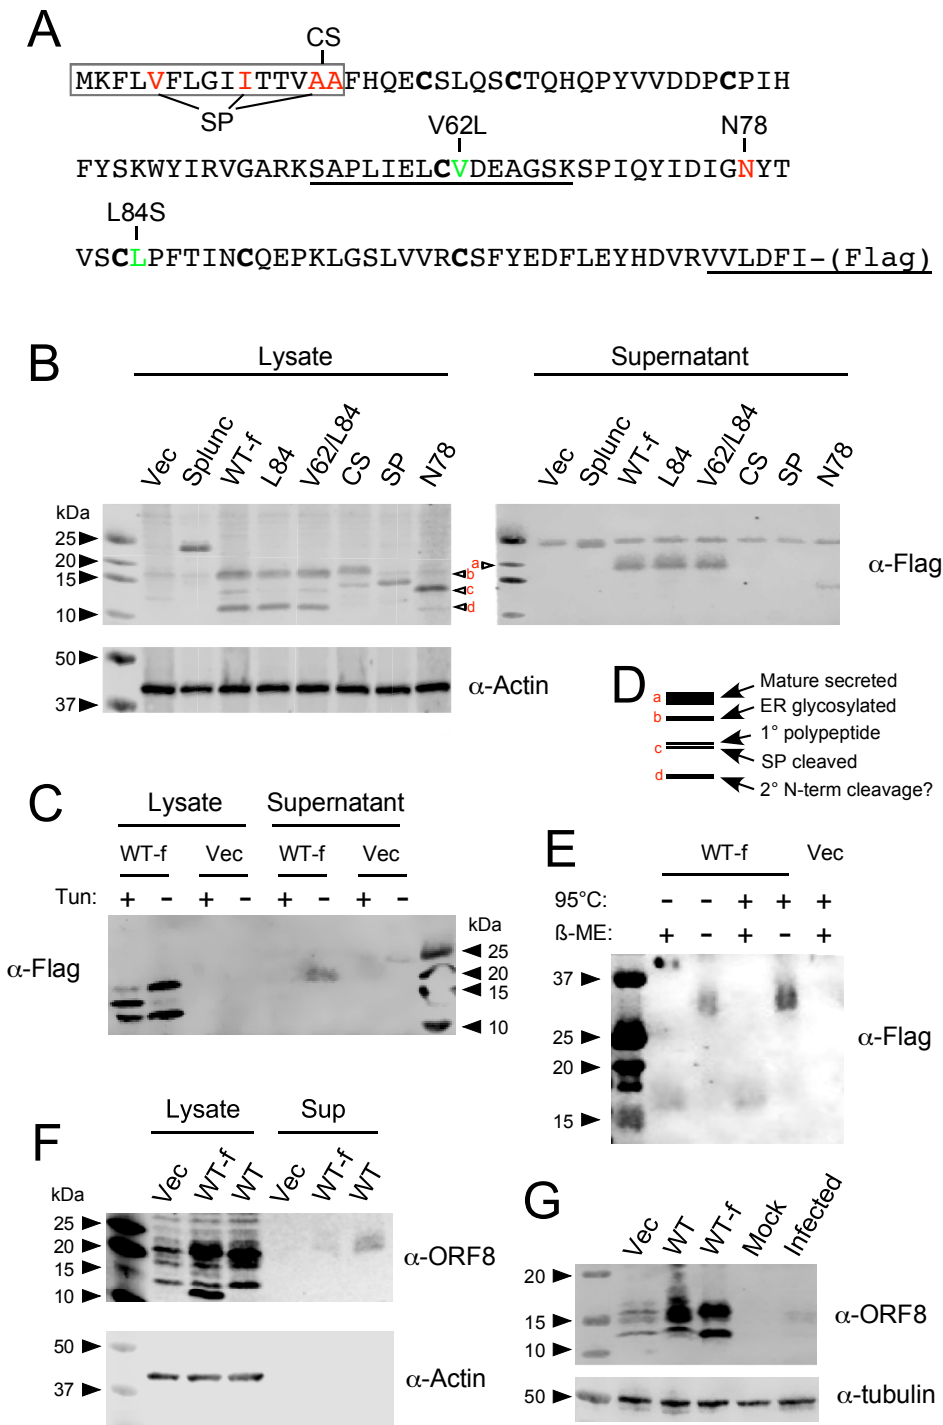 A
CS
MKFLVFLGIITTVAAFHQECSLQSCTQHQPYVVDDPCPIH
SP
V62L N78
FYSKWYIRVGARKSAPLIELCVDEAGSKSPIQYIDIGNYT
L84S
VSCLPFTINCQEPKLGSLVVRCSFYEDFLEYHDVRVVLDFI-(Flag)
B
Lysate Supernatant
Vec Splunc WT-f L84 V62/L84 CS SP N78 Vec Splunc WT-f L84 V62/L84 CS SP N78
kDa
25
20
15
10
a
b
c
d
α-Flag
50
37
α-Actin
D
a Mature secreted
b ER glycosylated
1° polypeptide
c SP cleaved
d 2° N-term cleavage?
C
Lysate Supernatant
WT-f Vec WT-f Vec
Tun: + - + - + - + -
kDa
α-Flag
25
20
15
10
E
WT-f Vec
95°C: - - + + +
ß-ME: + - + - +
37
25
20
15
α-Flag
F
Lysate Sup
Vec WT-f WT Vec WT-f WT
kDa
25
20
15
10
α-ORF8
50
37
α-Actin
G
Vec WT WT-f Mock Infected
20
15
10
α-ORF8
50
α-tubulin